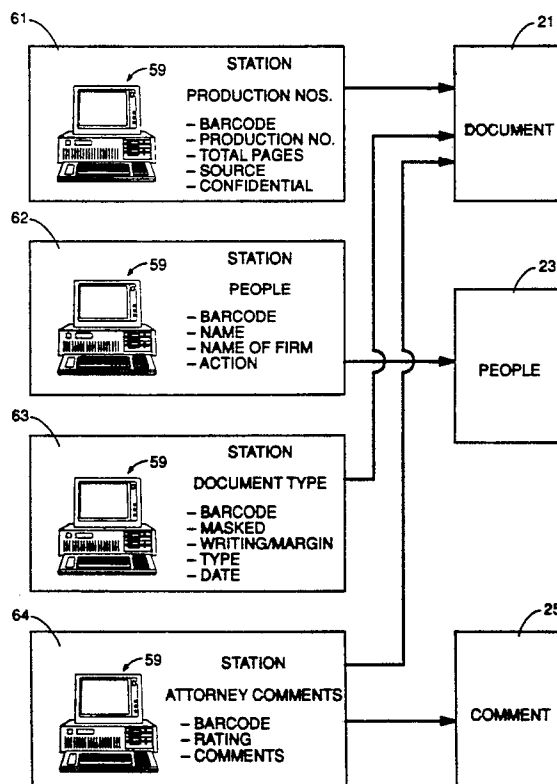 61
59
STATION
PRODUCTION NOS.
- BARCODE
- PRODUCTION NO.
- TOTAL PAGES
- SOURCE
- CONFIDENTIAL
21
DOCUMENT
62
59
STATION
PEOPLE
- BARCODE
- NAME
- NAME OF FIRM
- ACTION
23
PEOPLE
63
59
STATION
DOCUMENT TYPE
- BARCODE
- MASKED
- WRITING/MARGIN
- TYPE
- DATE
64
59
STATION
ATTORNEY COMMENTS
- BARCODE
- RATING
- COMMENTS
25
COMMENT